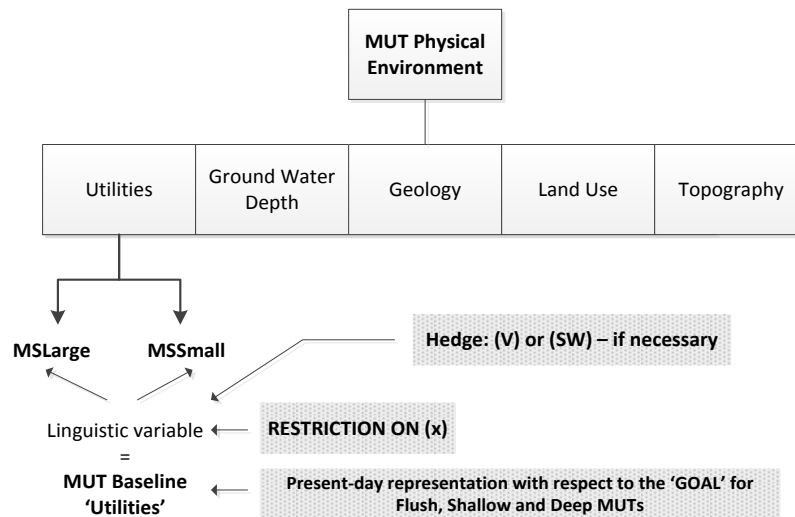 MUT Physical
Environment
Utilities
Ground Water
Depth
Geology
Land Use
Topography
MSLarge
MSSmall
Hedge: (V) or (SW) – if necessary
Linguistic variable
RESTRICTION ON (x)
=
MUT Baseline
‘Utilities’
Present-day representation with respect to the ‘GOAL’ for
Flush, Shallow and Deep MUTs